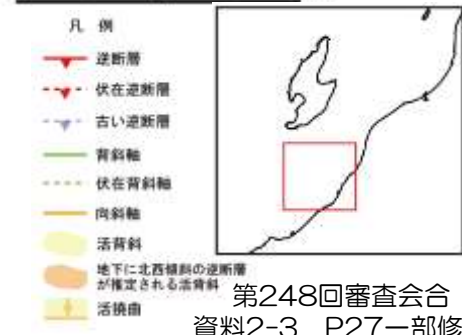 凡 例
逆断層
伏在逆断層
古い逆断層
背斜軸
伏在背斜軸
向斜軸
活背斜
地下に北西傾斜の逆断層
が推定される活背斜
活撓曲
第248回審査会合
資料2-3 P27一部修